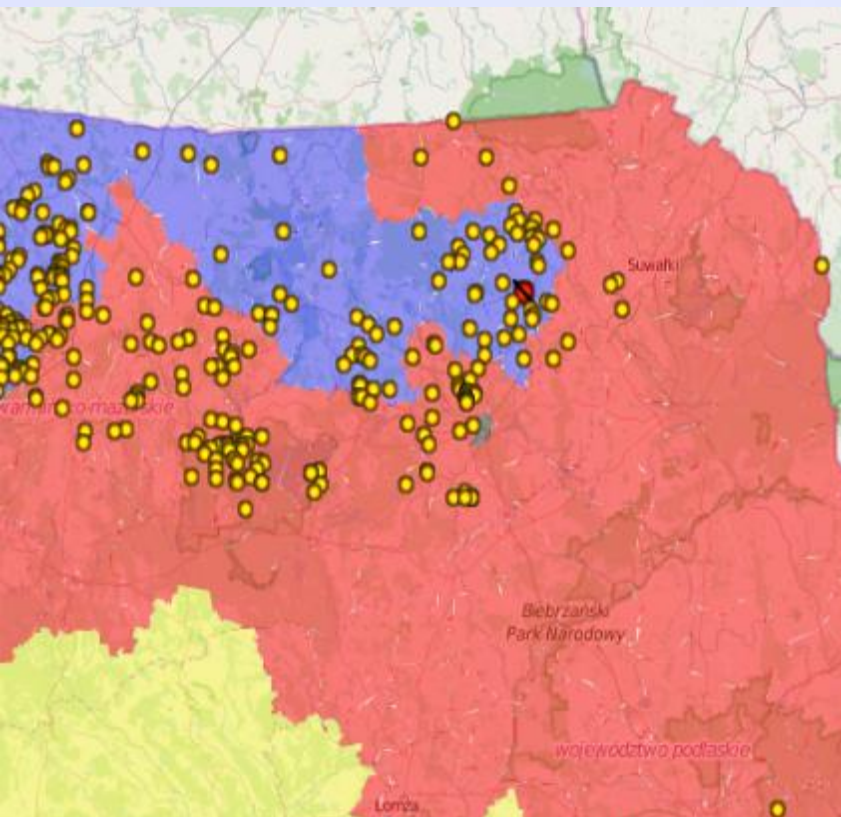 Suwałki
Biebrzański
Park Narodowy
województwo podlaskie
Łomża